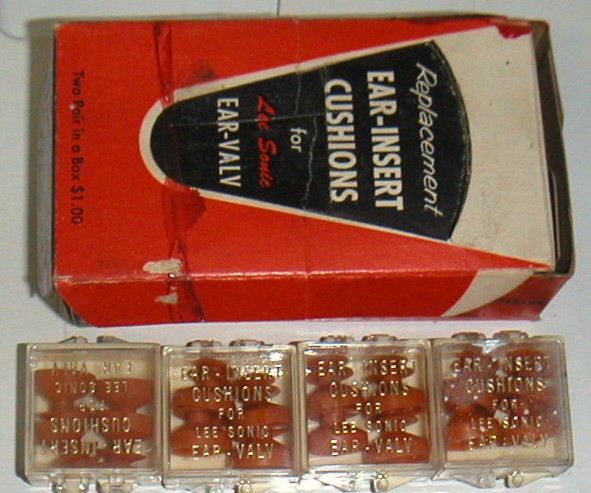 Replacement
EAR-INSERT
CUSHIONS
for
Lee Sonic
EAR-VALV
Two Pair in a Box $1.00
EAR-INSERT
CUSHIONS
FOR
LEE SONIC
EAR VALV
EAR-INSERT
CUSHIONS
FOR
LEE SONIC
EAR-VALV
EAR-INSERT
CUSHIONS
FOR
LEE SONIC
EAR-VALV
EAR-INSERT
CUSHIONS
FOR
LEE SONIC
EAR-VALV